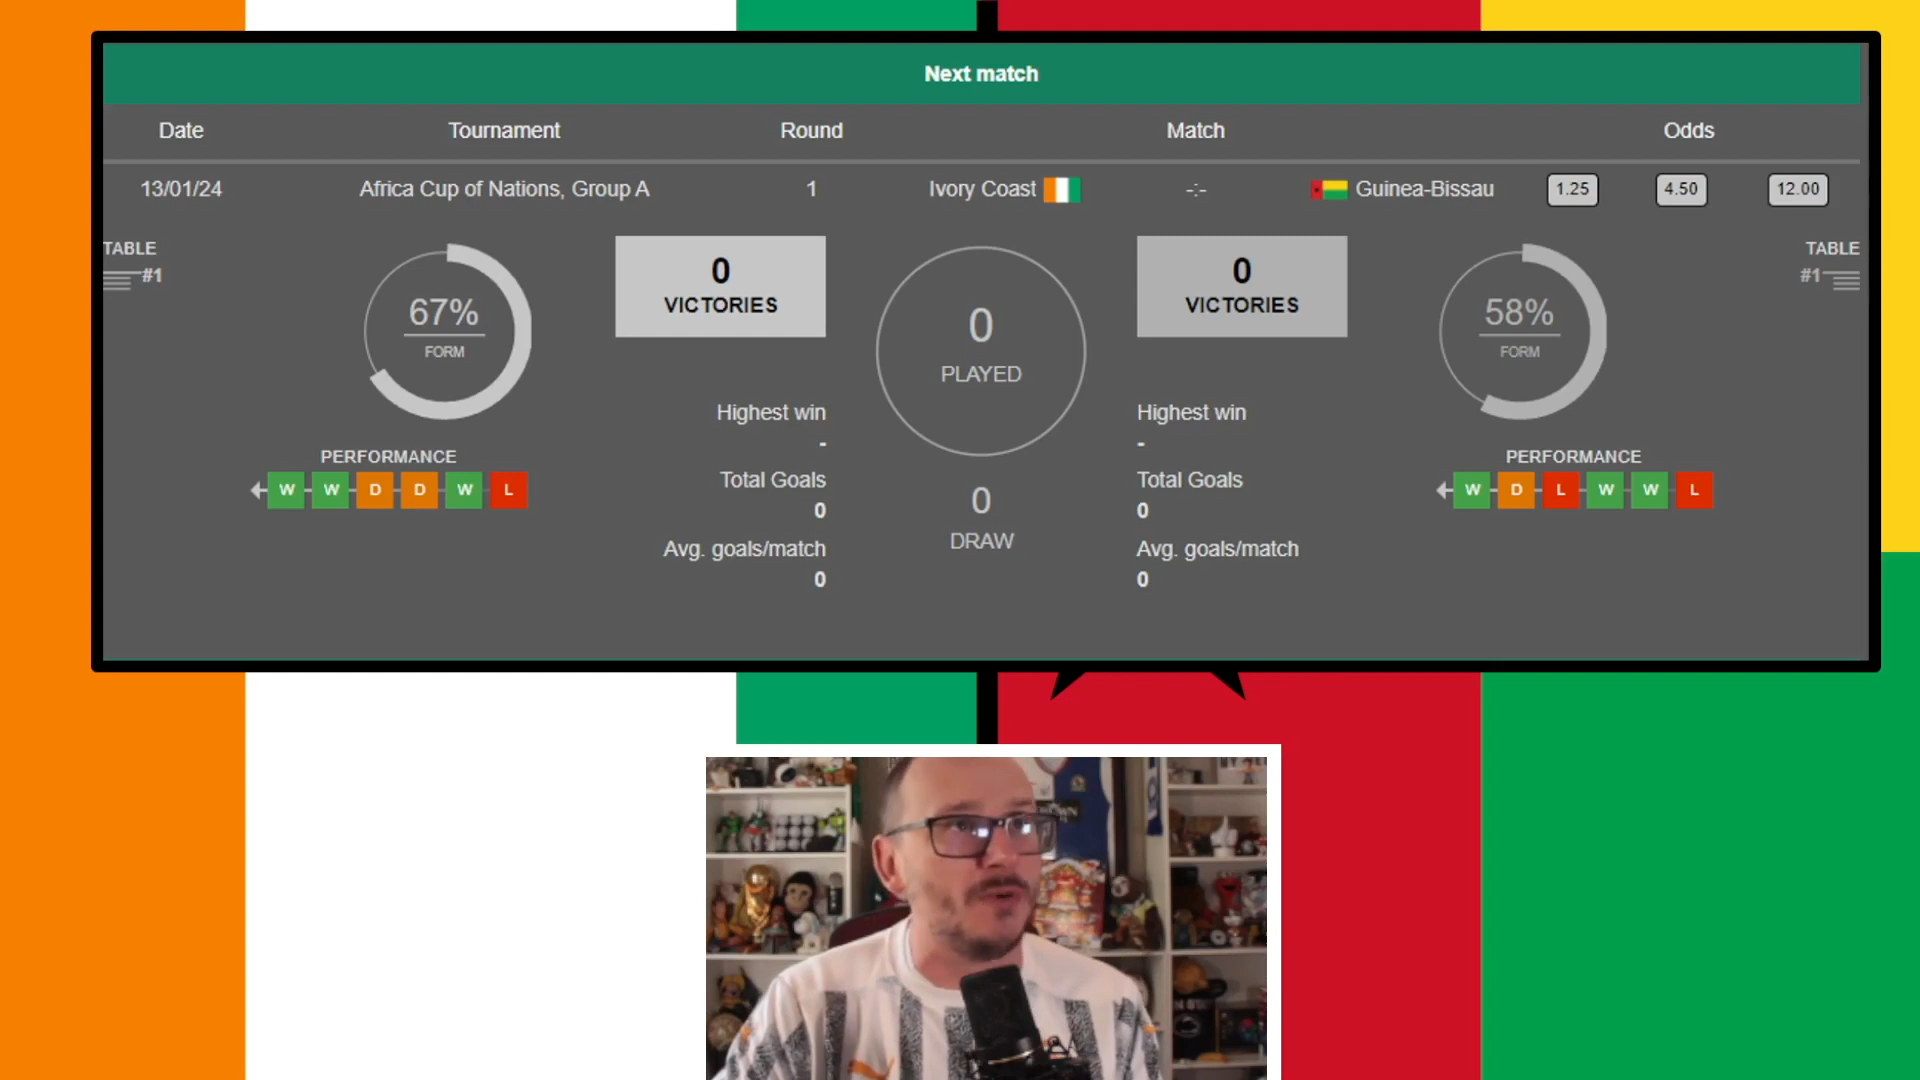 Next match
Date Tournament Round Match Odds
13/01/24 Africa Cup of Nations, Group A 1 Ivory Coast -:- Guinea-Bissau 1.25 4.50 12.00
TABLE
#1
67%
FORM
PERFORMANCE
W W D D W L
0
VICTORIES
Highest win
-
Total Goals
0
Avg. goals/match
0
0
PLAYED
0
DRAW
0
VICTORIES
Highest win
-
Total Goals
0
Avg. goals/match
0
58%
FORM
PERFORMANCE
W D L W W L
TABLE
#1